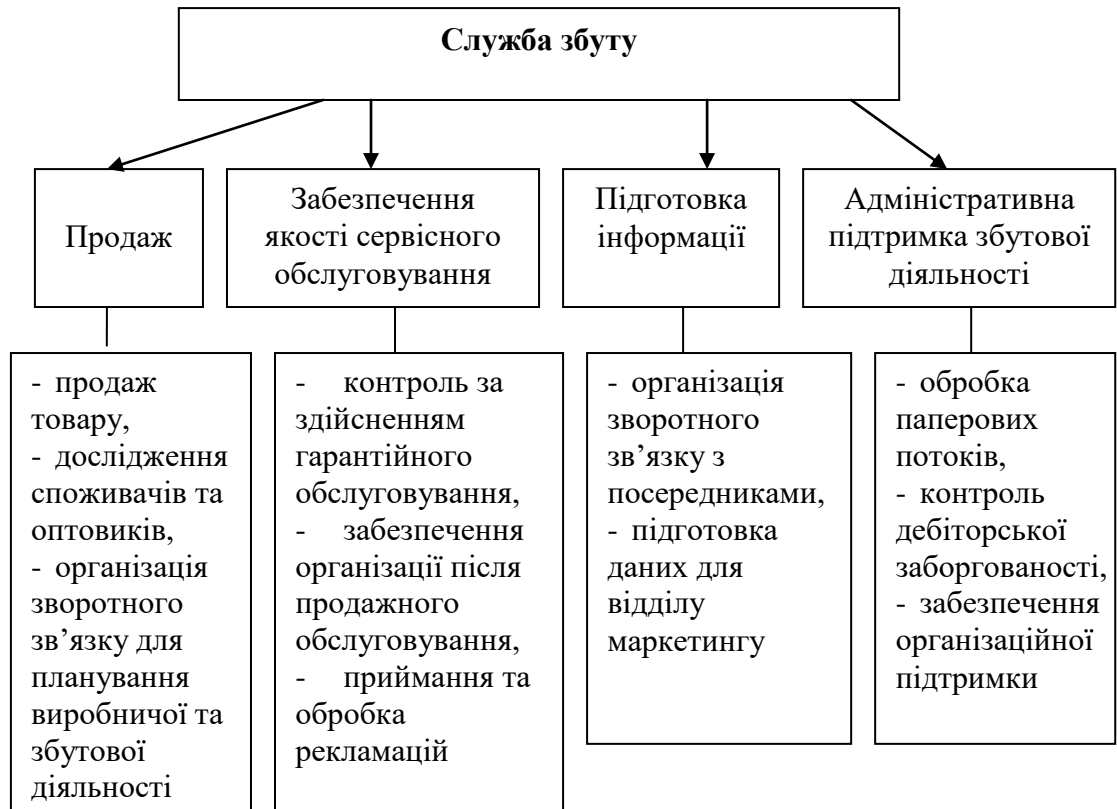 Служба збуту
Продаж
Забезпечення
якості сервісного
обслуговування
Підготовка
інформації
Адміністративна
підтримка збутової
діяльності
- продаж
товару,
- дослідження
споживачів та
оптовиків,
- організація
зворотного
зв’язку для
планування
виробничої та
збутової
діяльності
- контроль за
здійсненням
гарантійного
обслуговування,
- забезпечення
організації після
продажного
обслуговування,
- приймання та
обробка
рекламацій
- організація
зворотного
зв’язку з
посередниками,
- підготовка
даних для
відділу
маркетингу
- обробка
паперових
потоків,
- контроль
дебіторської
заборгованості,
- забезпечення
організаційної
підтримки